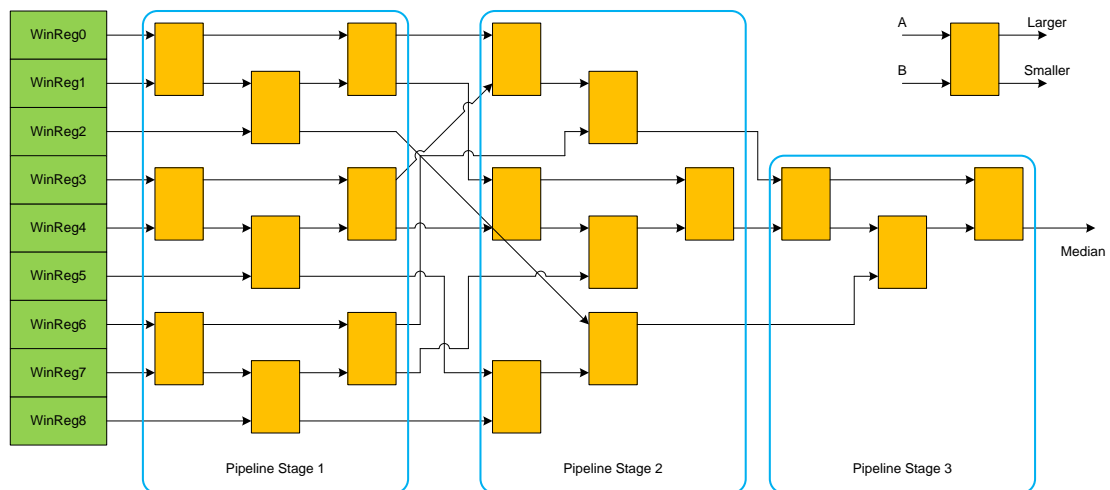 WinReg0
WinReg1
WinReg2
WinReg3
WinReg4
WinReg5
WinReg6
WinReg7
WinReg8
A
Larger
B
Smaller
Median
Pipeline Stage 1
Pipeline Stage 2
Pipeline Stage 3